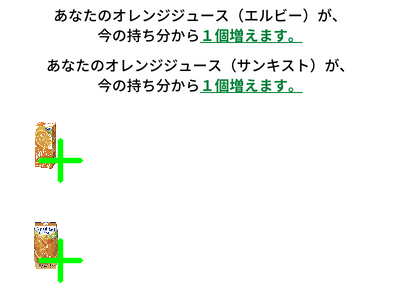 あなたのオレンジジュース（エルビー）が、
今の持ち分から１個増えます。
あなたのオレンジジュース（サンキスト）が、
今の持ち分から１個増えます。